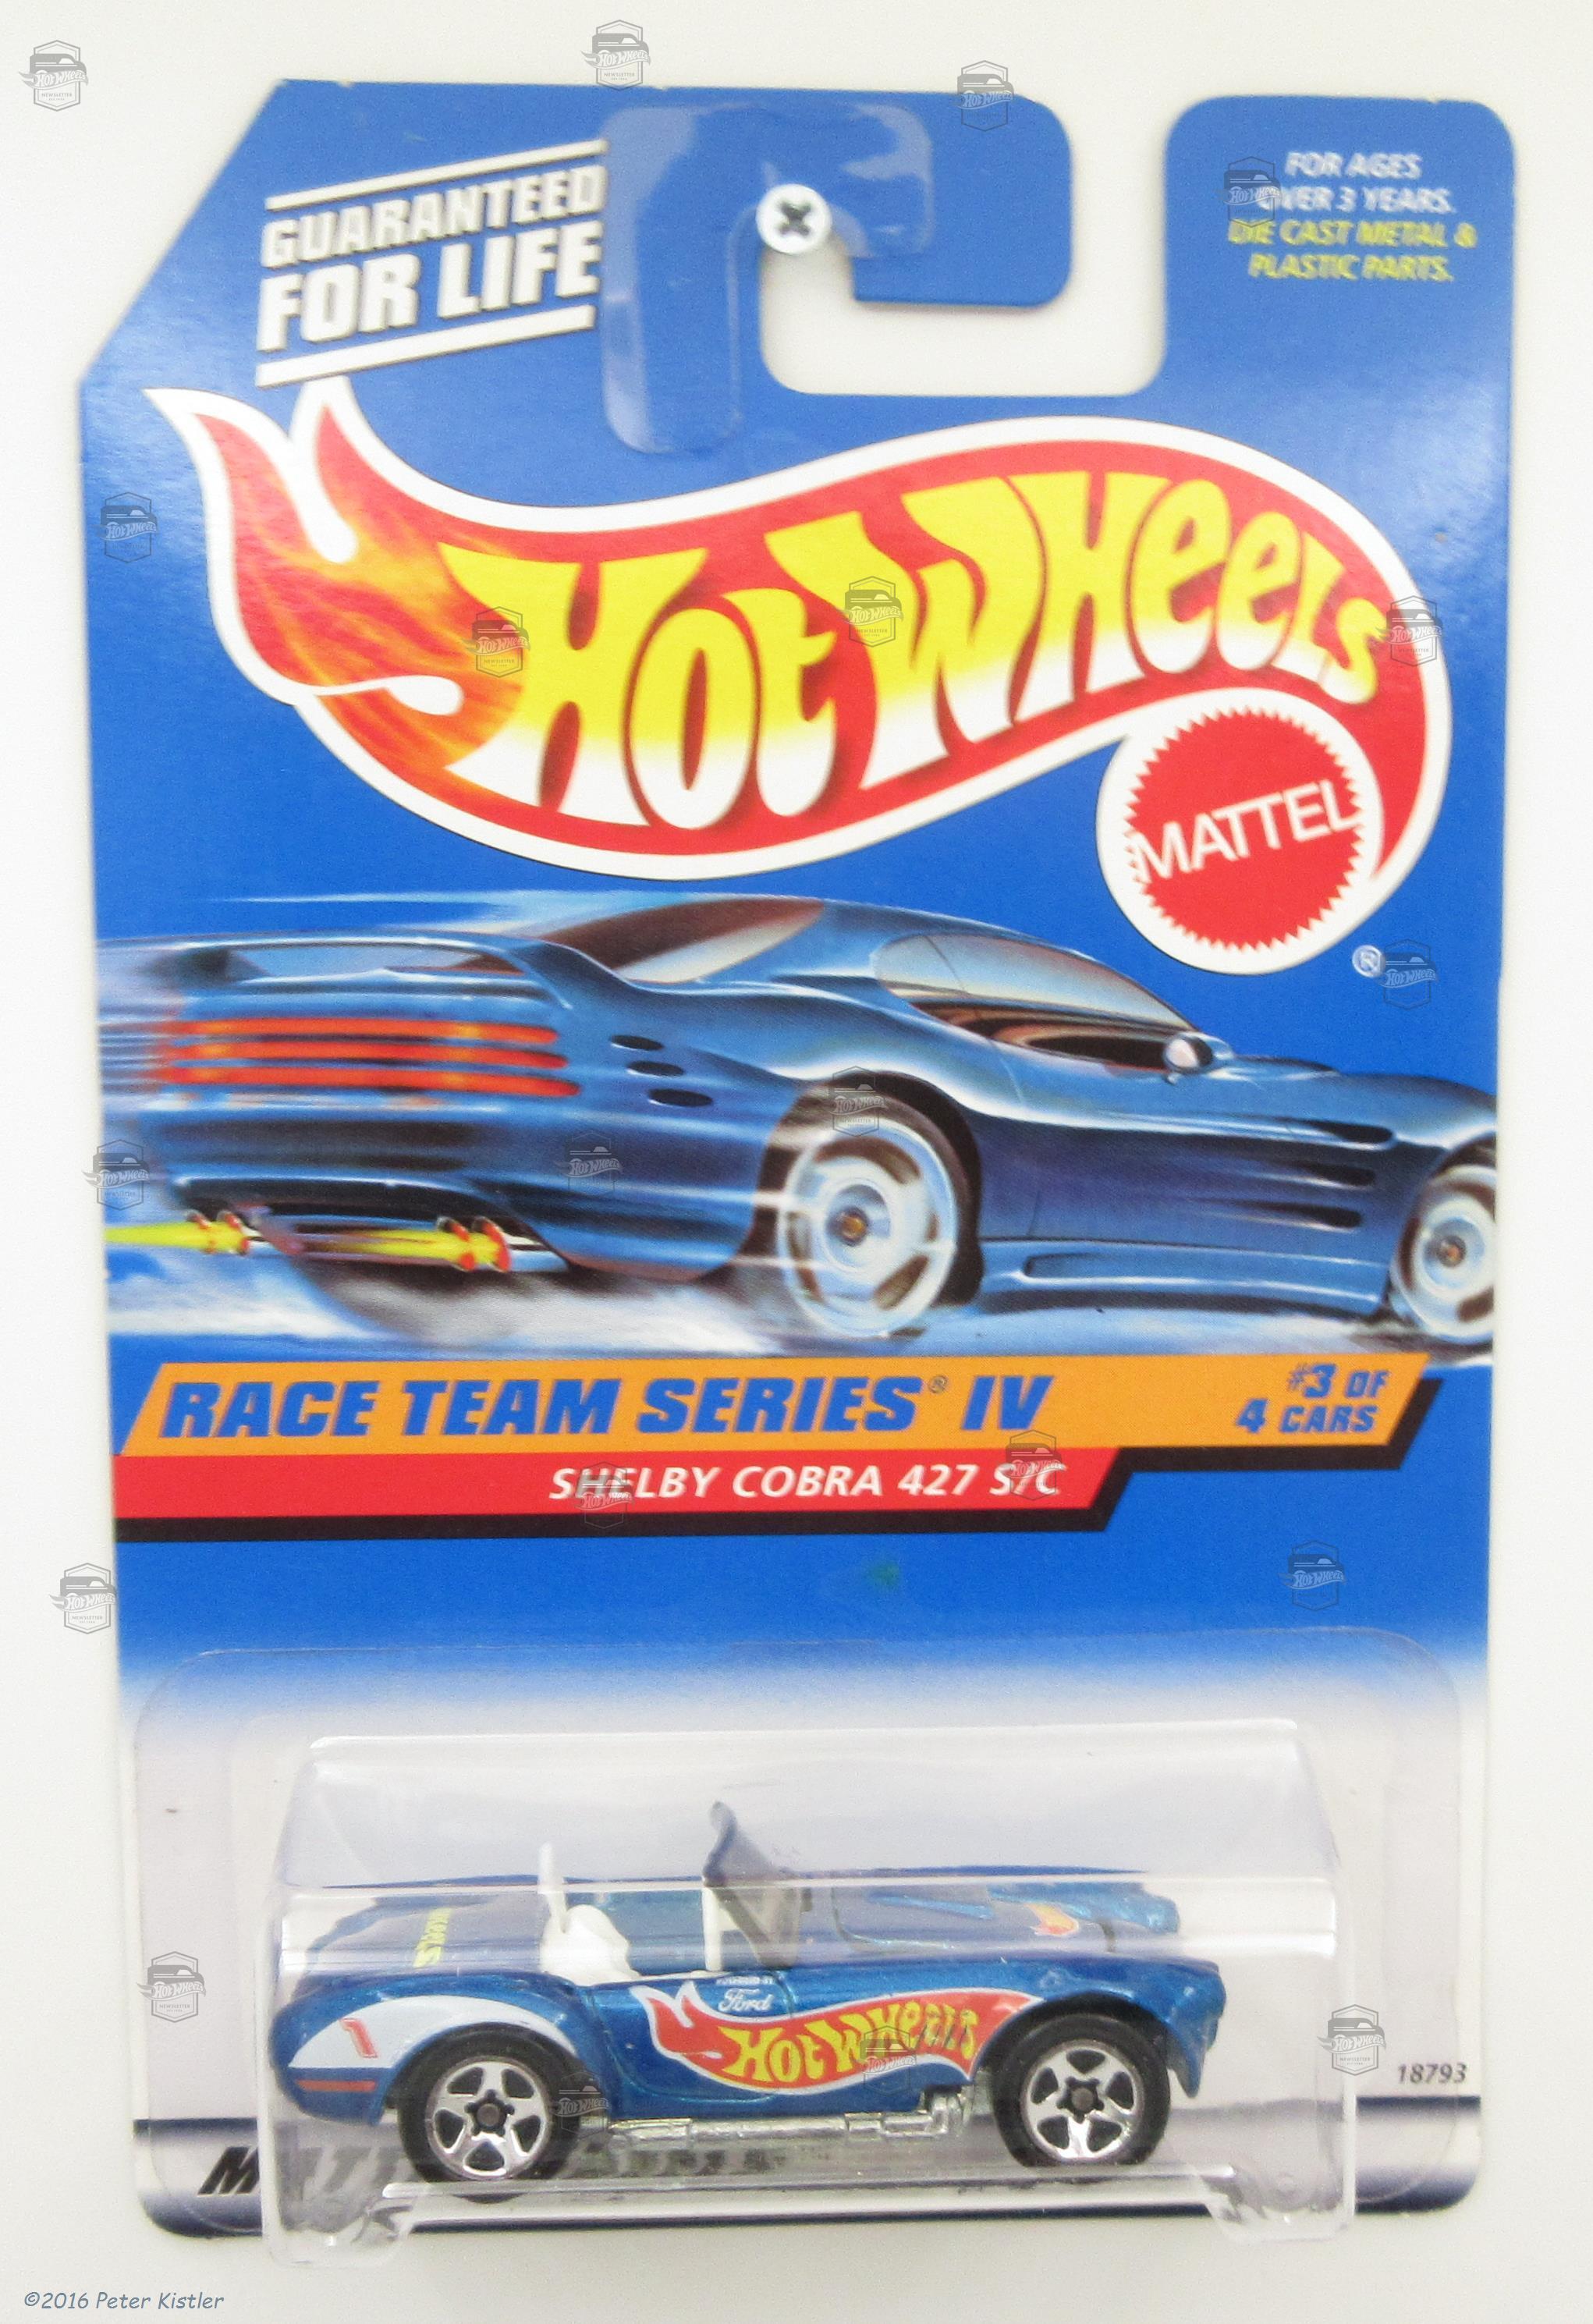 GUARANTEED
FOR LIFE
FOR AGES
OVER 3 YEARS.
DIE CAST METAL &
PLASTIC PARTS.
HOT WHEELS
MATTEL
®
RACE TEAM SERIES® IV
#3 OF
4 CARS
SHELBY COBRA 427 S/C
1
Ford
HOT WHEELS
18793
©2016 Peter Kistler